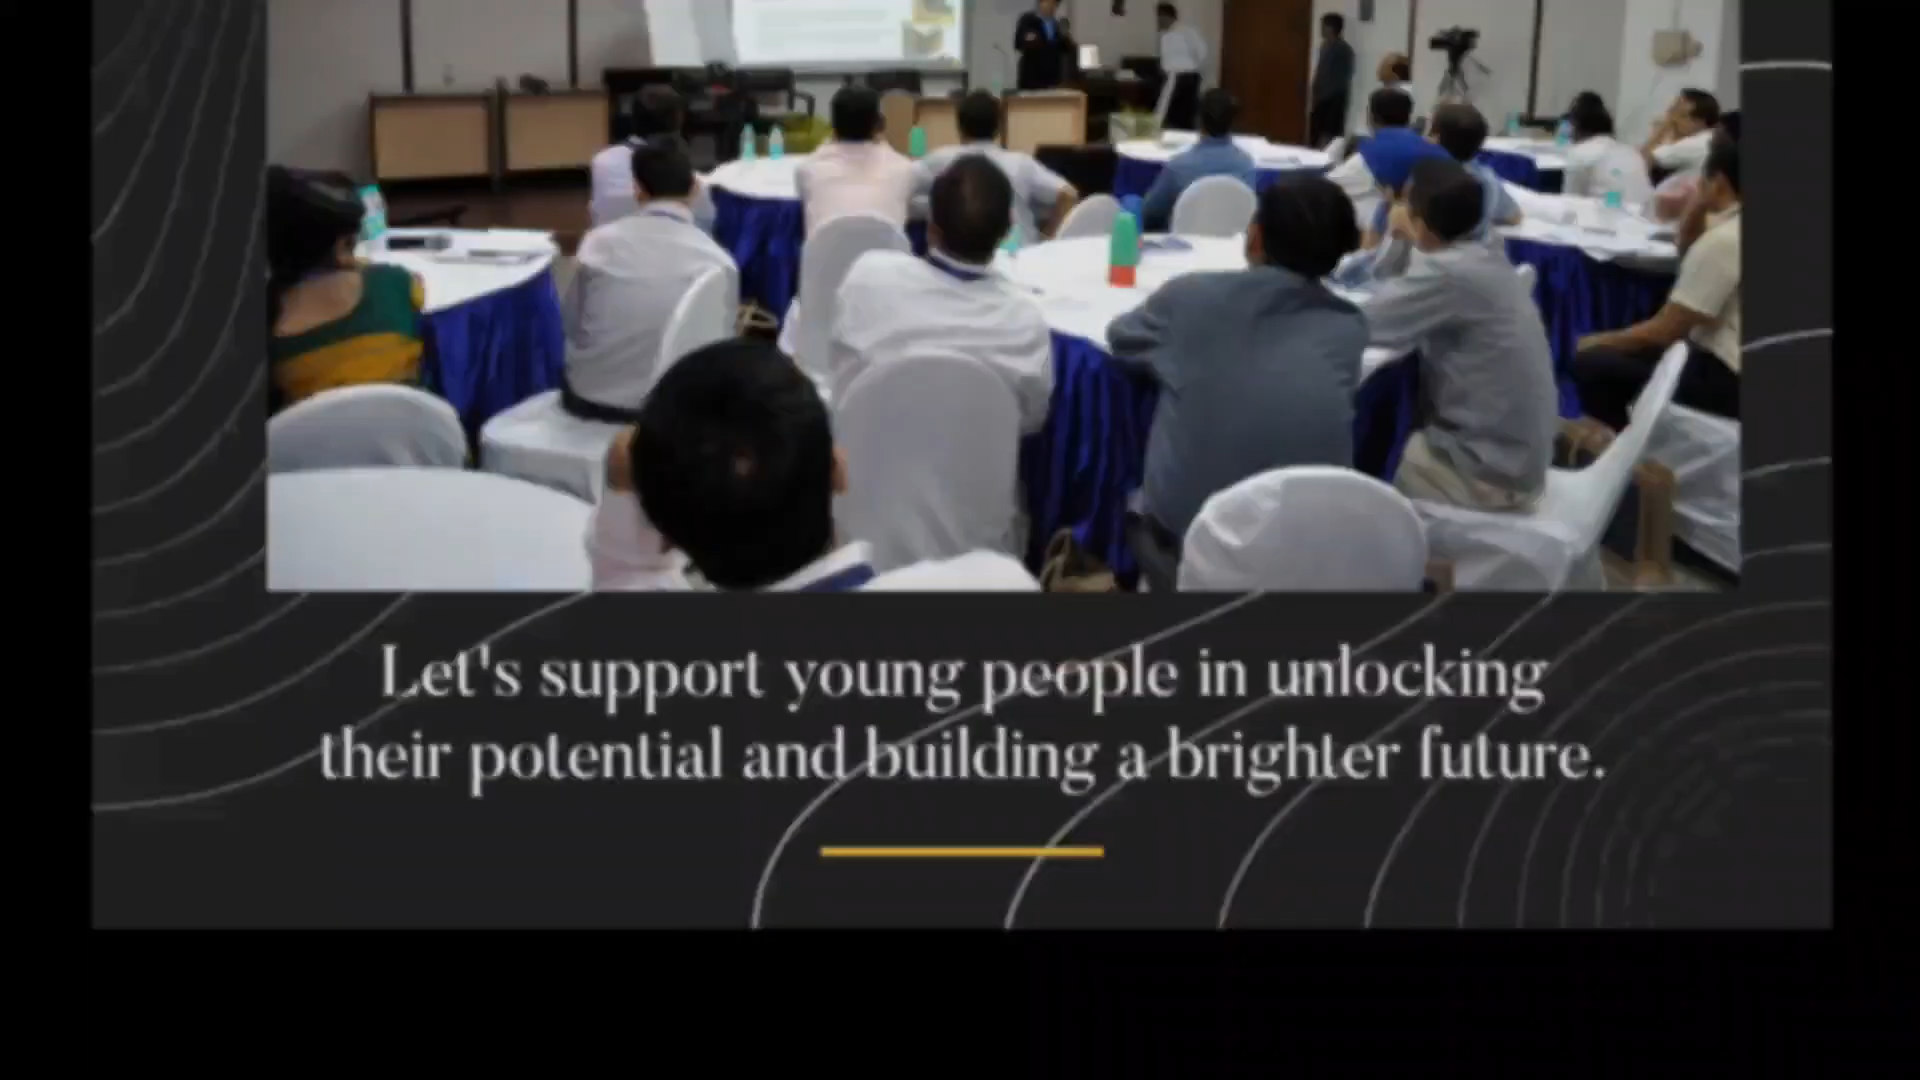 Let's support young people in unlocking
their potential and building a brighter future.